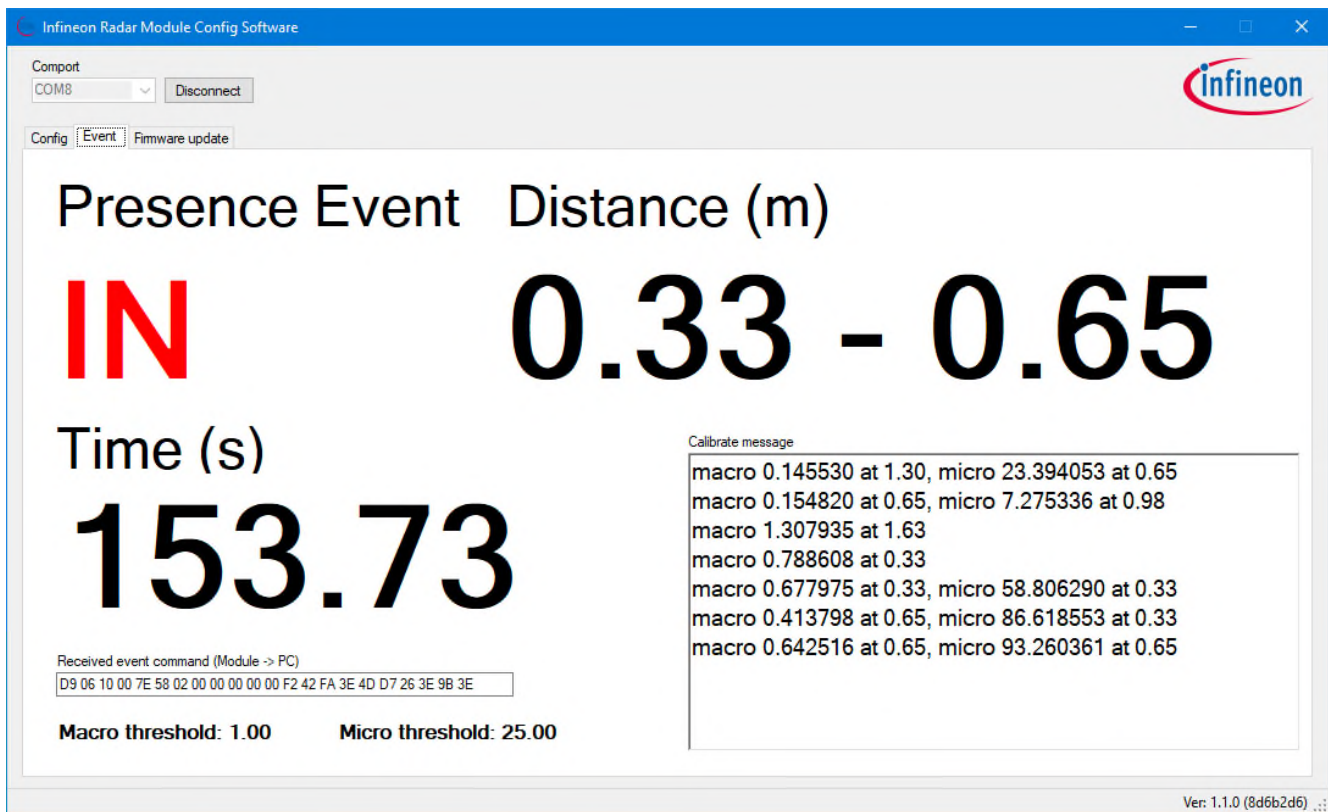 Infineon Radar Module Config Software
Comport
COM8 Disconnect
infineon
Config Event Firmware update
Presence Event Distance (m)
IN 0.33 - 0.65
Time (s)
153.73
Calibrate message
macro 0.145530 at 1.30, micro 23.394053 at 0.65
macro 0.154820 at 0.65, micro 7.275336 at 0.98
macro 1.307935 at 1.63
macro 0.788608 at 0.33
macro 0.677975 at 0.33, micro 58.806290 at 0.33
macro 0.413798 at 0.65, micro 86.618553 at 0.33
macro 0.642516 at 0.65, micro 93.260361 at 0.65
Received event command (Module -> PC)
D9 06 10 00 7E 58 02 00 00 00 00 00 F2 42 FA 3E 4D D7 26 3E 9B 3E
Macro threshold: 1.00 Micro threshold: 25.00
Ver: 1.1.0 (8d6b2d6)